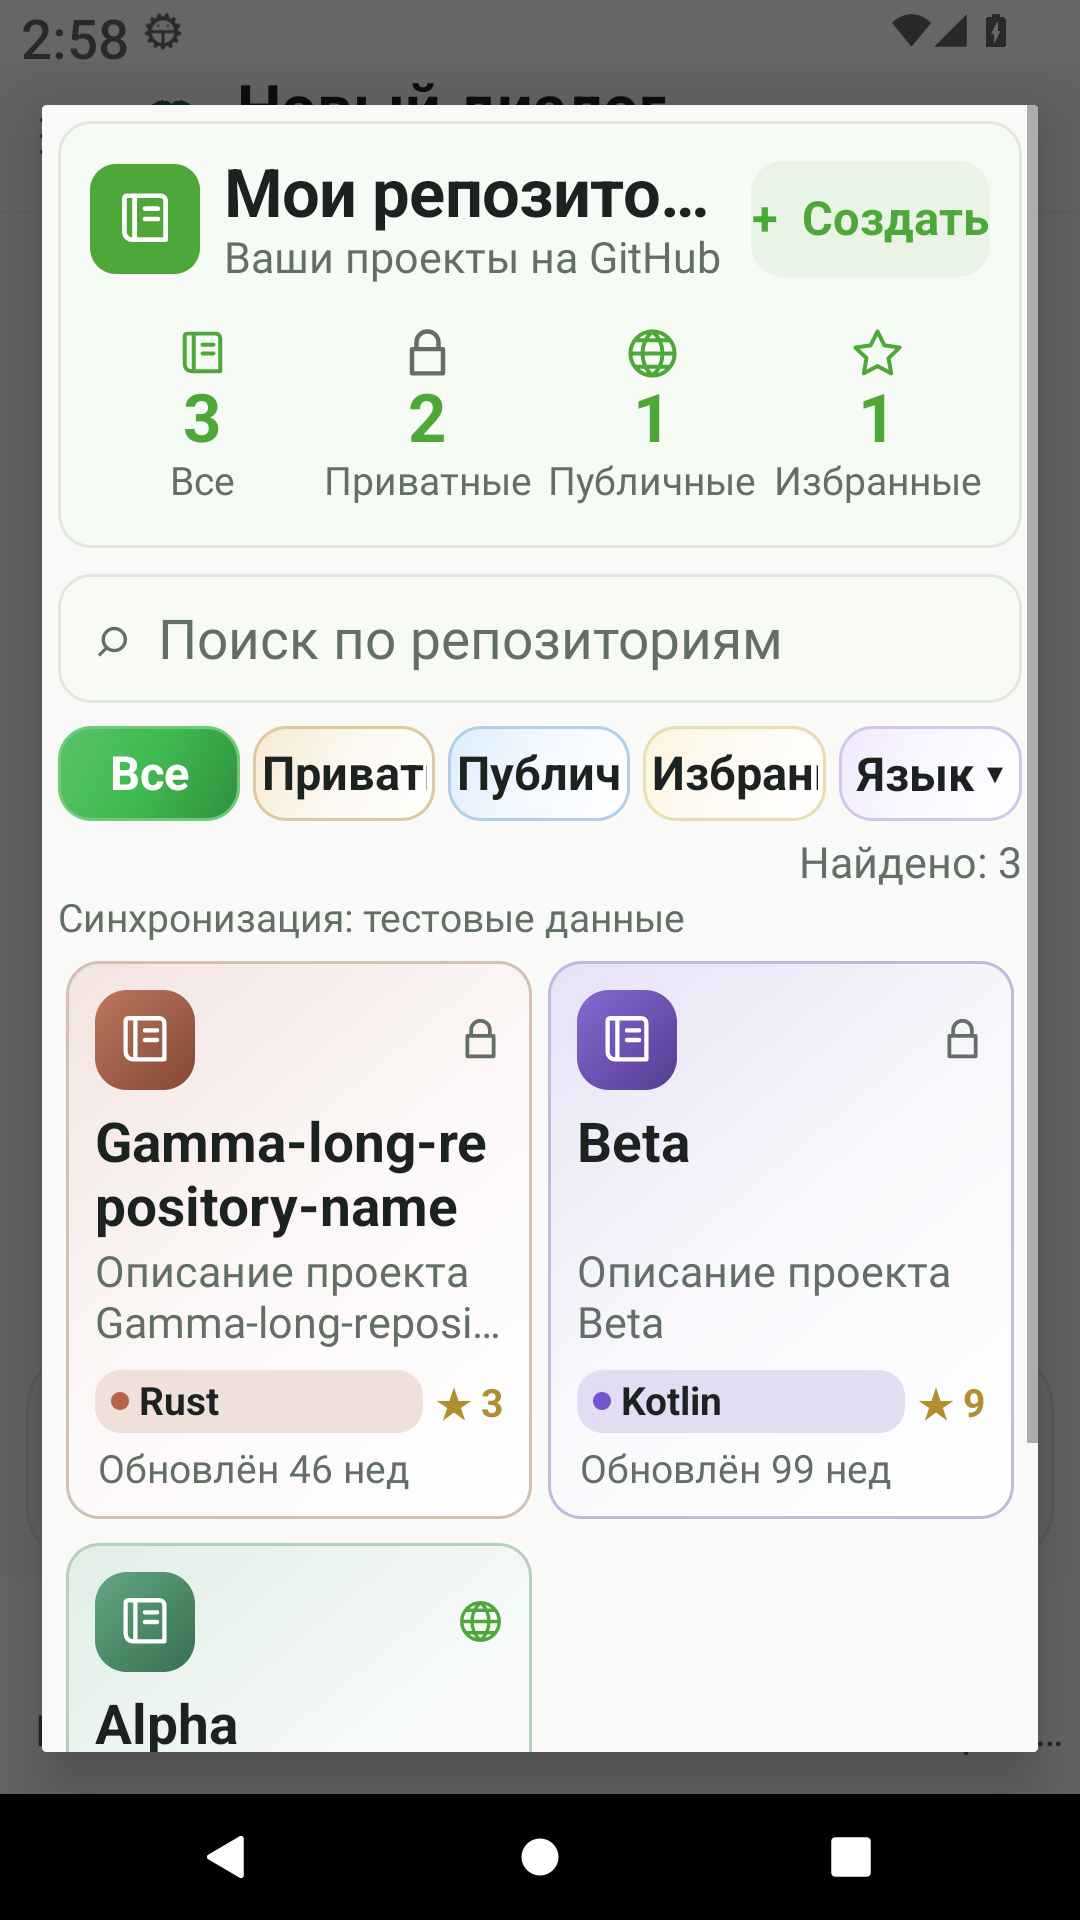 2:58
Новый диалог
Мои репозито...
Ваши проекты на GitHub
+ Создать
3
2
1
1
Все
Приватные
Публичные
Избранные
Поиск по репозиториям
Все
Приват
Публич
Избран
Язык ▾
Найдено: 3
Синхронизация: тестовые данные
Gamma-long-re
pository-name
Описание проекта
Gamma-long-reposi...
Rust
★ 3
Обновлён 46 нед
Beta
Описание проекта
Beta
Kotlin
★ 9
Обновлён 99 нед
Alpha